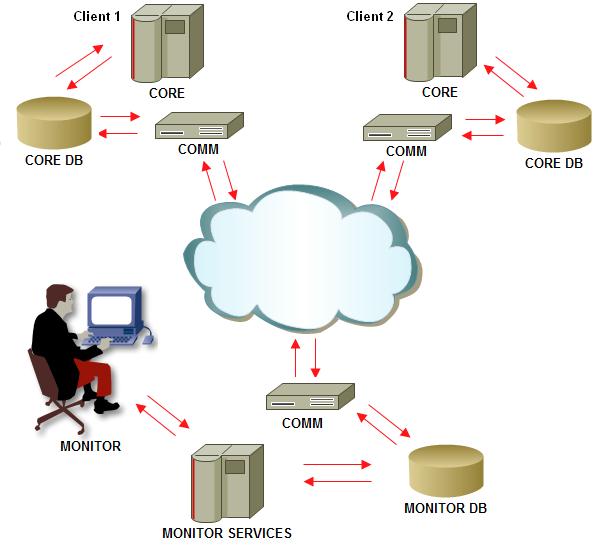 Client 1
Client 2
CORE
CORE
CORE DB
COMM
COMM
CORE DB
COMM
MONITOR
MONITOR DB
MONITOR SERVICES